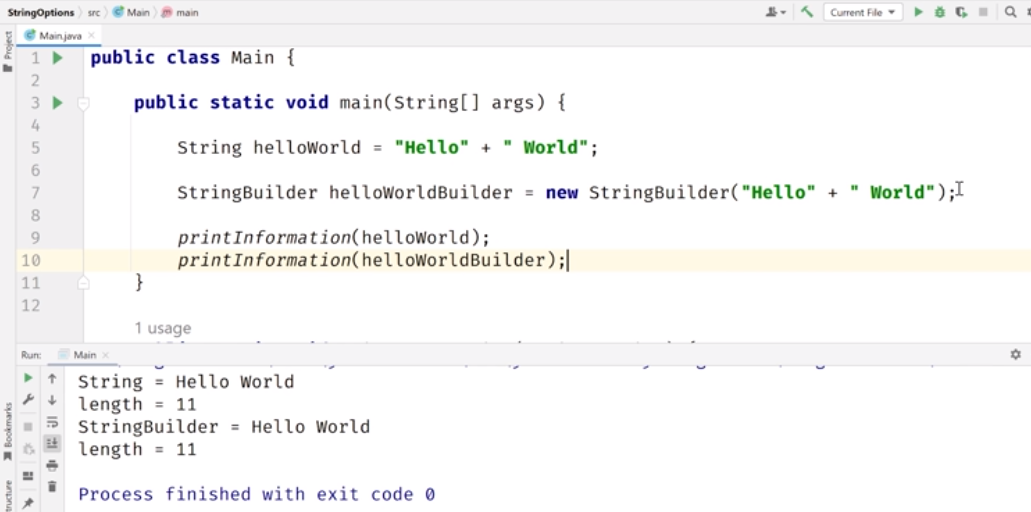 StringOptions src Main main
Current File
Project
Main.java
1 public class Main {
2
3 public static void main(String[] args) {
4
5 String helloWorld = "Hello" + " World";
6
7 StringBuilder helloWorldBuilder = new StringBuilder("Hello" + " World");
8
9 printInformation(helloWorld);
10 printInformation(helloWorldBuilder);
11 }
12
1 usage
Run: Main
String = Hello World
length = 11
StringBuilder = Hello World
length = 11
Process finished with exit code 0
Bookmarks